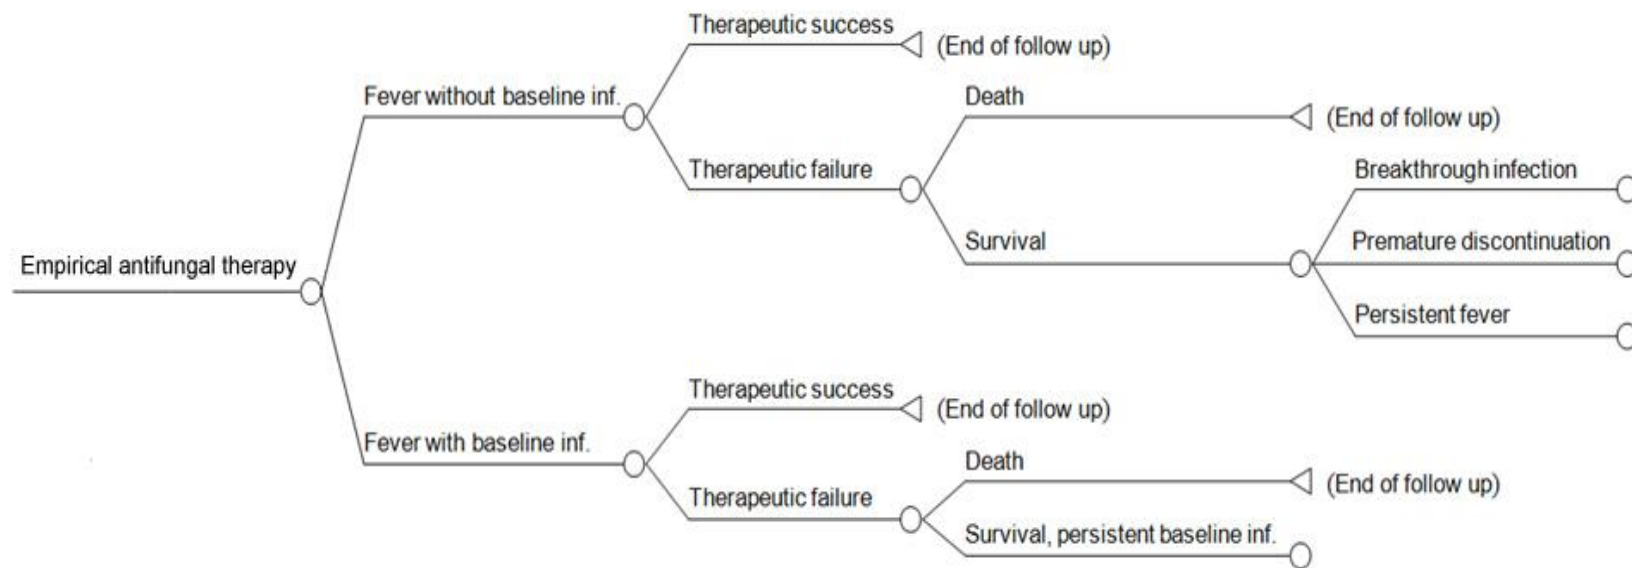 Therapeutic success
(End of follow up)
Fever without baseline inf.
Death
(End of follow up)
Therapeutic failure
Breakthrough infection
Survival
Premature discontinuation
Empirical antifungal therapy
Persistent fever
Therapeutic success
(End of follow up)
Fever with baseline inf.
Death
(End of follow up)
Therapeutic failure
Survival, persistent baseline inf.